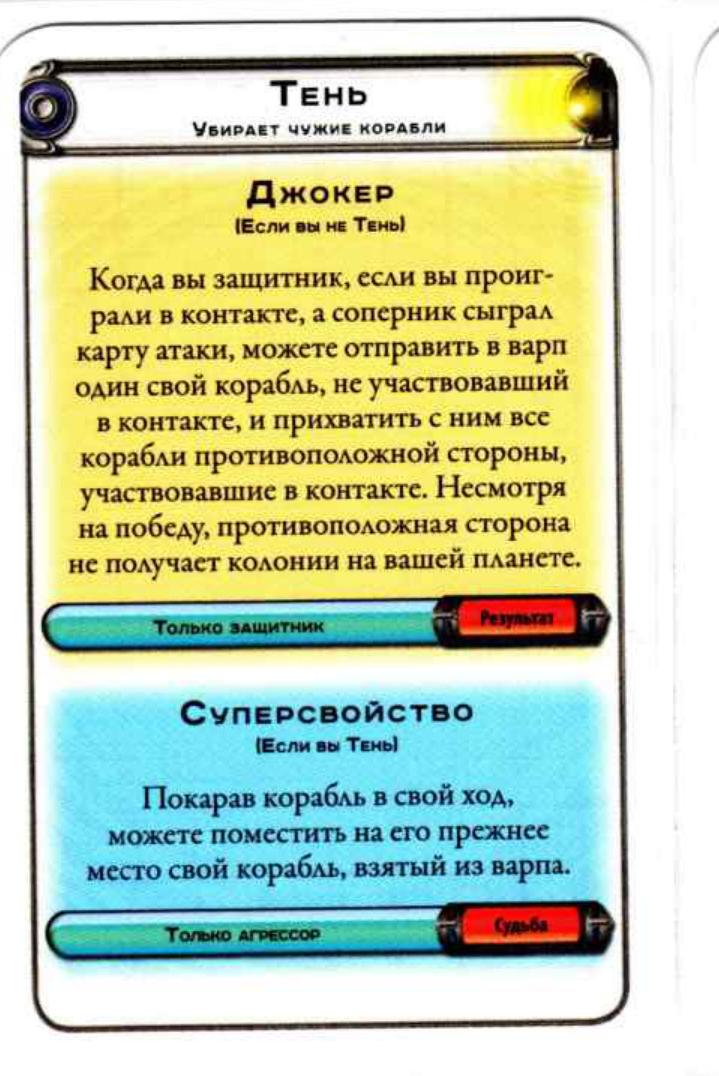 Тень
Убирает чужие корабли
Джокер
(Если вы не Тень)
Когда вы защитник, если вы проиг-
рали в контакте, а соперник сыграл
карту атаки, можете отправить в варп
один свой корабль, не участвовавший
в контакте, и прихватить с ним все
корабли противоположной стороны,
участвовавшие в контакте. Несмотря
на победу, противоположная сторона
не получает колонии на вашей планете.
Только защитник Результат
Суперсвойство
(Если вы Тень)
Покарав корабль в свой ход,
можете поместить на его прежнее
место свой корабль, взятый из варпа.
Только агрессор Судьба